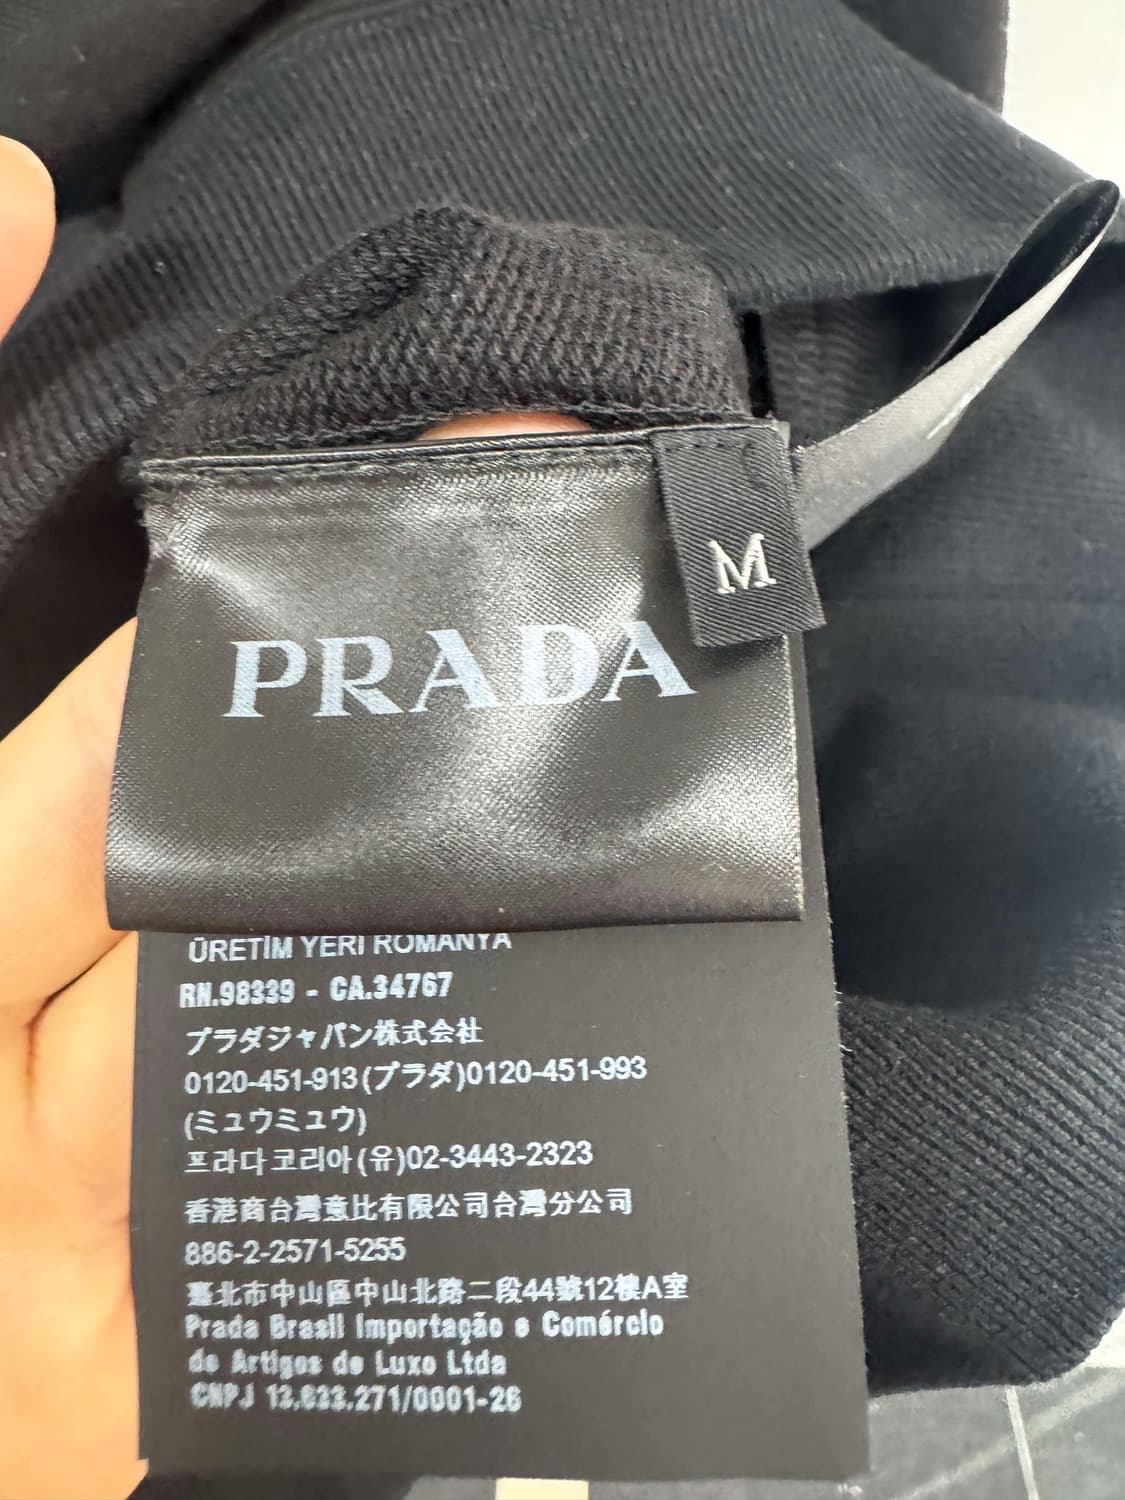 M
PRADA
ÜRETİM YERİ ROMANYA
RN.98339 - CA.34767
プラダジャパン株式会社
0120-451-913(プラダ)0120-451-993
(ミュウミュウ)
프라다코리아(유)02-3443-2323
香港商台灣意比有限公司台灣分公司
886-2-2571-5255
臺北市中山區中山北路二段44號12樓A室
Prada Brasil Importação e Comércio
de Artigos de Luxo Ltda
CNPJ 13.633.271/0001-26